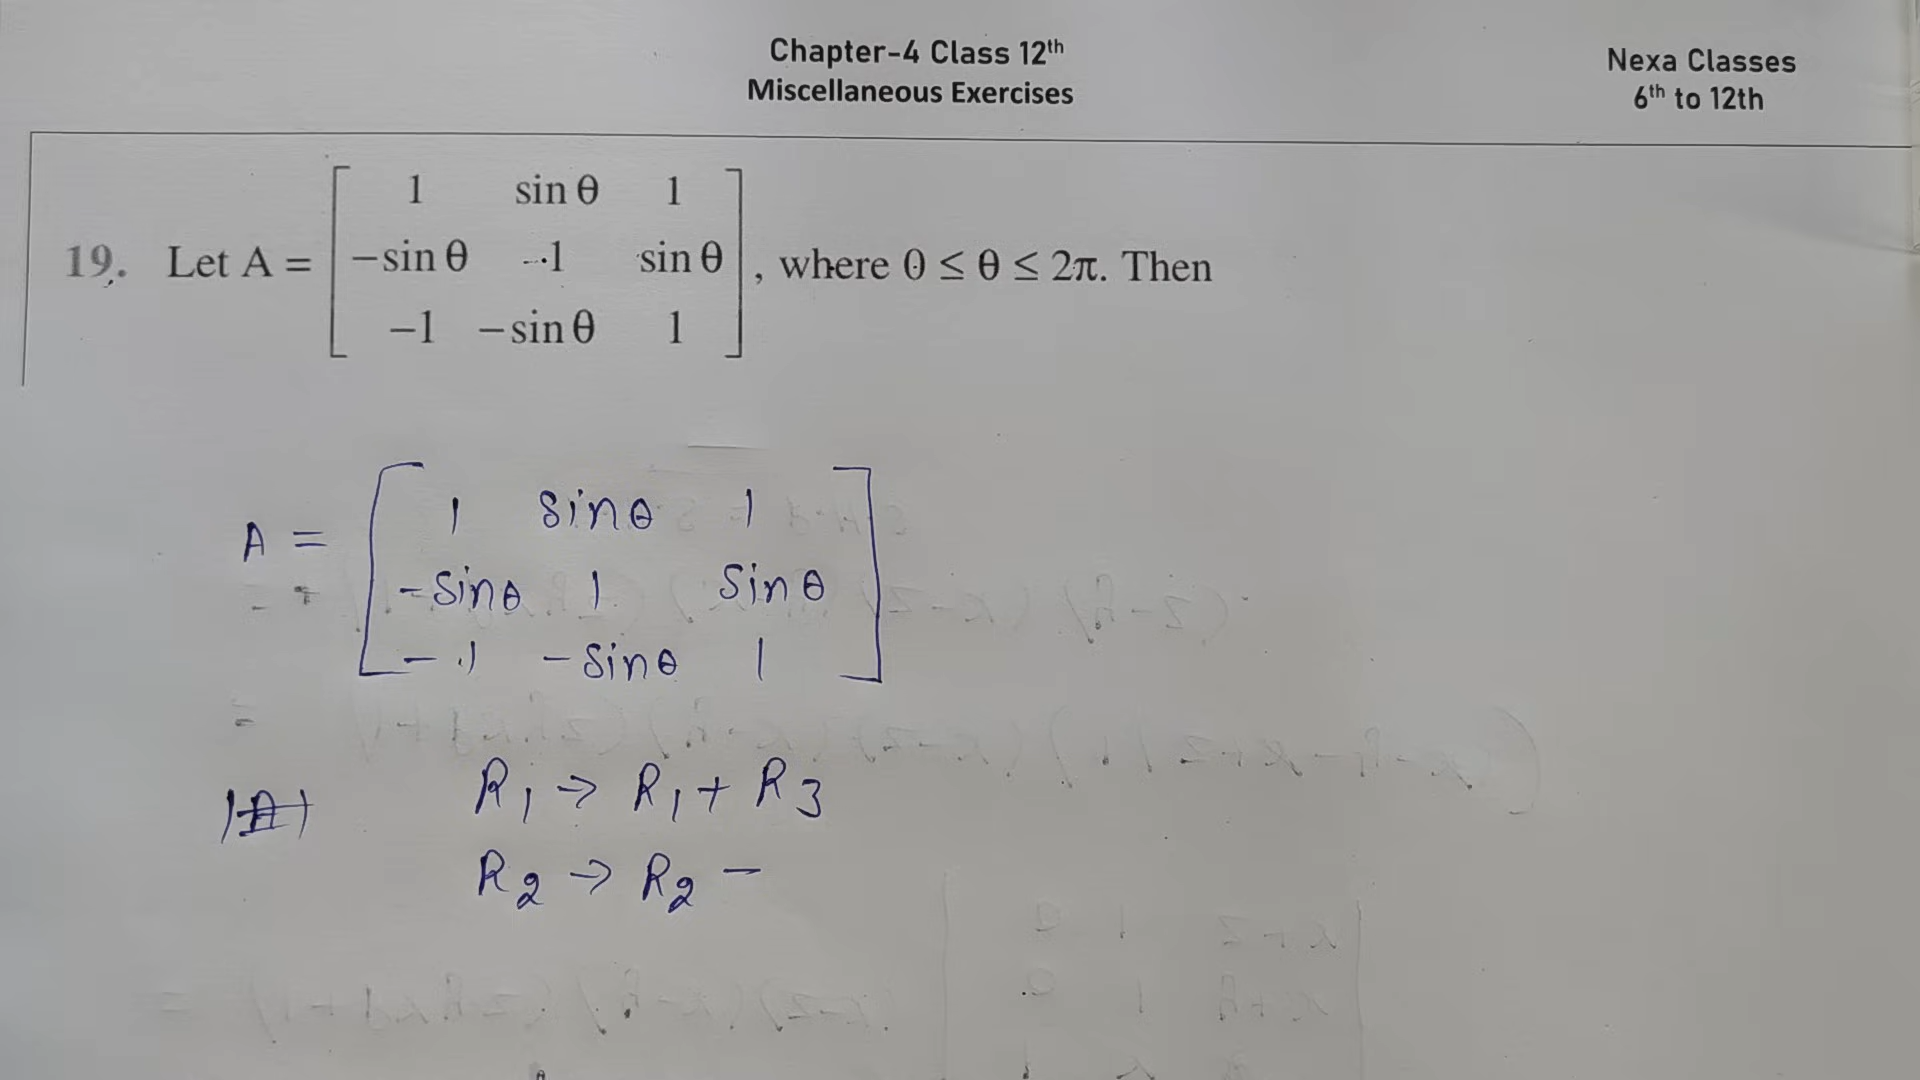 Chapter-4 Class 12th
Miscellaneous Exercises
Nexa Classes
6th to 12th
19. Let A = [ 1 sin θ 1
−sin θ 1 sin θ
−1 −sin θ 1 ] , where 0 ≤ θ ≤ 2π. Then
A = [ 1 sinθ 1
-sinθ 1 sinθ
-1 -sinθ 1 ]
|A| R1 → R1 + R3
R2 → R2 −